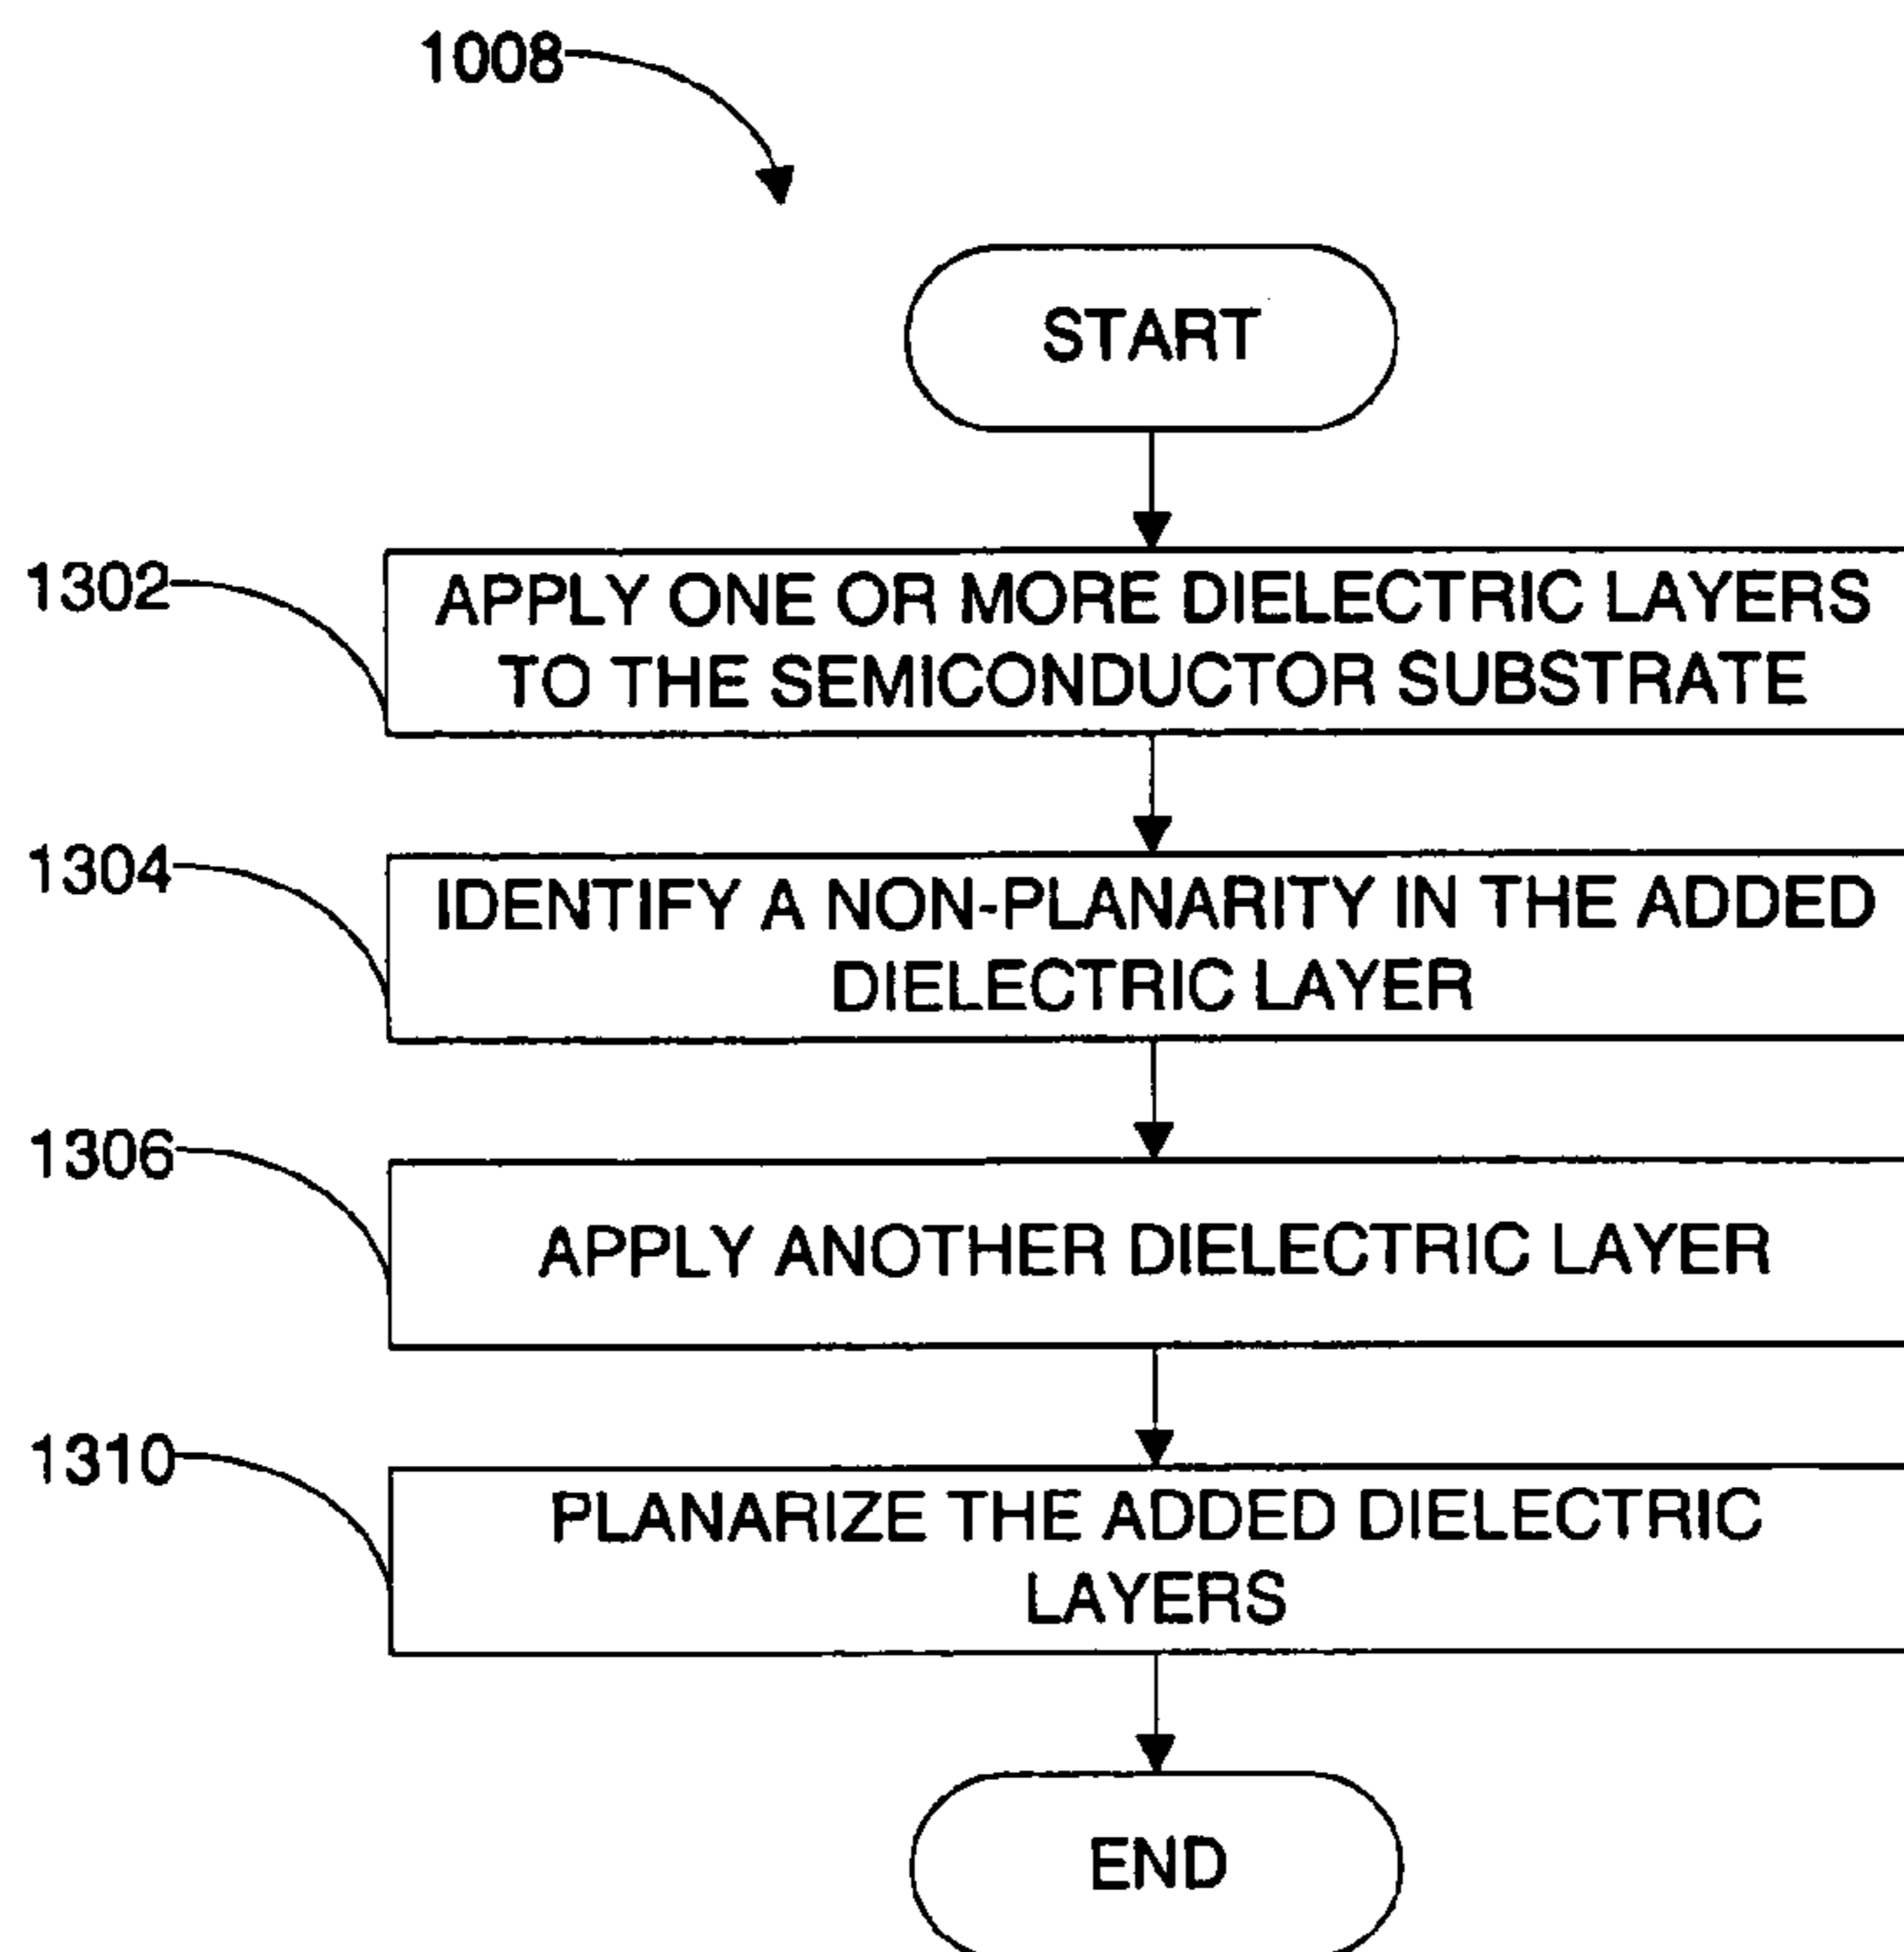 1008
START
1302
APPLY ONE OR MORE DIELECTRIC LAYERS
TO THE SEMICONDUCTOR SUBSTRATE
1304
IDENTIFY A NON-PLANARITY IN THE ADDED
DIELECTRIC LAYER
1306
APPLY ANOTHER DIELECTRIC LAYER
1310
PLANARIZE THE ADDED DIELECTRIC
LAYERS
END